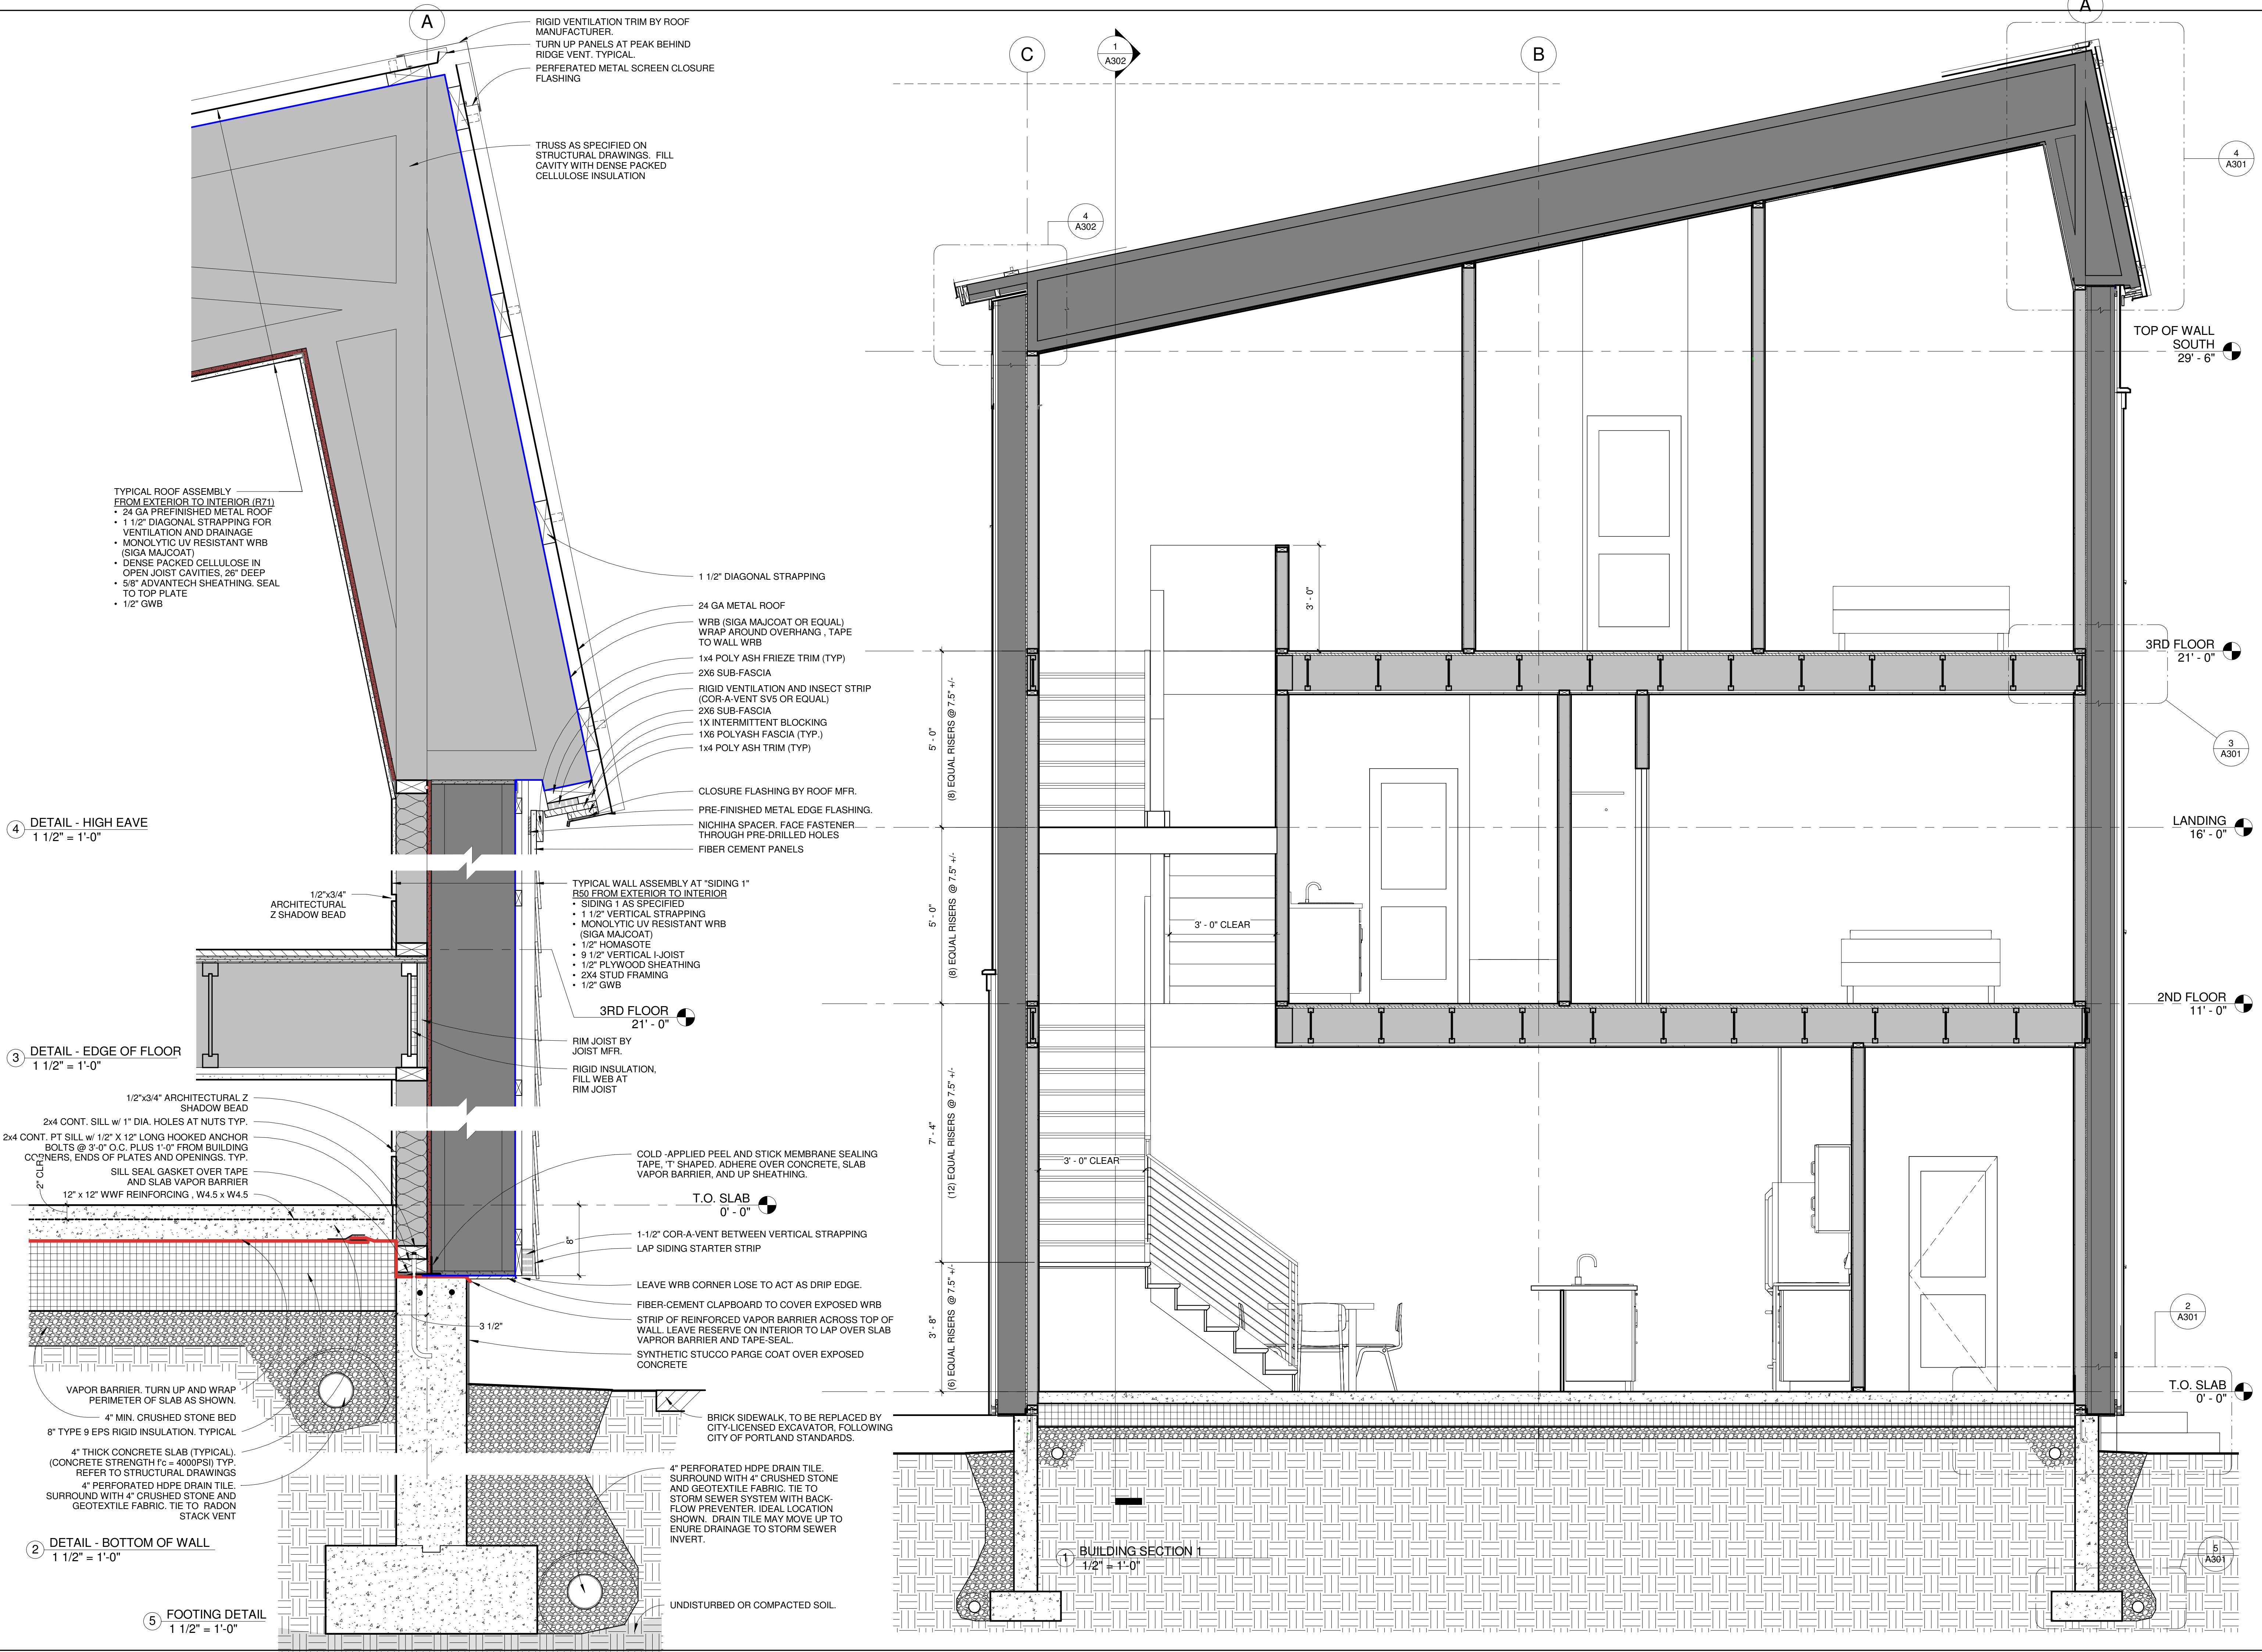 A
RIGID VENTILATION TRIM BY ROOF
MANUFACTURER.
TURN UP PANELS AT PEAK BEHIND
RIDGE VENT. TYPICAL.
PERFERATED METAL SCREEN CLOSURE
FLASHING
TRUSS AS SPECIFIED ON
STRUCTURAL DRAWINGS. FILL
CAVITY WITH DENSE PACKED
CELLULOSE INSULATION
TYPICAL ROOF ASSEMBLY
FROM EXTERIOR TO INTERIOR (R71)
• 24 GA PREFINISHED METAL ROOF
• 1 1/2" DIAGONAL STRAPPING FOR
VENTILATION AND DRAINAGE
• MONOLYTIC UV RESISTANT WRB
(SIGA MAJCOAT)
• DENSE PACKED CELLULOSE IN
OPEN JOIST CAVITIES, 26" DEEP
• 5/8" ADVANTECH SHEATHING. SEAL
TO TOP PLATE
• 1/2" GWB
1 1/2" DIAGONAL STRAPPING
24 GA METAL ROOF
WRB (SIGA MAJCOAT OR EQUAL)
WRAP AROUND OVERHANG , TAPE
TO WALL WRB
1x4 POLY ASH FRIEZE TRIM (TYP)
2X6 SUB-FASCIA
RIGID VENTILATION AND INSECT STRIP
(COR-A-VENT SV5 OR EQUAL)
2X6 SUB-FASCIA
1X INTERMITTENT BLOCKING
1X6 POLYASH FASCIA (TYP.)
1x4 POLY ASH TRIM (TYP)
CLOSURE FLASHING BY ROOF MFR.
PRE-FINISHED METAL EDGE FLASHING.
NICHIHA SPACER. FACE FASTENER
THROUGH PRE-DRILLED HOLES
FIBER CEMENT PANELS
4 DETAIL - HIGH EAVE
1 1/2" = 1'-0"
1/2"x3/4"
ARCHITECTURAL
Z SHADOW BEAD
TYPICAL WALL ASSEMBLY AT "SIDING 1"
R50 FROM EXTERIOR TO INTERIOR
• SIDING 1 AS SPECIFIED
• 1 1/2" VERTICAL STRAPPING
• MONOLYTIC UV RESISTANT WRB
(SIGA MAJCOAT)
• 1/2" HOMASOTE
• 9 1/2" VERTICAL I-JOIST
• 1/2" PLYWOOD SHEATHING
• 2X4 STUD FRAMING
• 1/2" GWB
3RD FLOOR
21' - 0"
RIM JOIST BY
JOIST MFR.
RIGID INSULATION,
FILL WEB AT
RIM JOIST
3 DETAIL - EDGE OF FLOOR
1 1/2" = 1'-0"
1/2"x3/4" ARCHITECTURAL Z
SHADOW BEAD
2x4 CONT. SILL w/ 1" DIA. HOLES AT NUTS TYP.
2x4 CONT. PT SILL w/ 1/2" X 12" LONG HOOKED ANCHOR
BOLTS @ 3'-0" O.C. PLUS 1'-0" FROM BUILDING
CORNERS, ENDS OF PLATES AND OPENINGS. TYP.
SILL SEAL GASKET OVER TAPE
AND SLAB VAPOR BARRIER
12" x 12" WWF REINFORCING , W4.5 x W4.5
2" CLR.
COLD -APPLIED PEEL AND STICK MEMBRANE SEALING
TAPE, 'T' SHAPED. ADHERE OVER CONCRETE, SLAB
VAPOR BARRIER, AND UP SHEATHING.
T.O. SLAB
0' - 0"
8"
1-1/2" COR-A-VENT BETWEEN VERTICAL STRAPPING
LAP SIDING STARTER STRIP
LEAVE WRB CORNER LOSE TO ACT AS DRIP EDGE.
FIBER-CEMENT CLAPBOARD TO COVER EXPOSED WRB
STRIP OF REINFORCED VAPOR BARRIER ACROSS TOP OF
WALL. LEAVE RESERVE ON INTERIOR TO LAP OVER SLAB
VAPROR BARRIER AND TAPE-SEAL.
SYNTHETIC STUCCO PARGE COAT OVER EXPOSED
CONCRETE
3 1/2"
VAPOR BARRIER. TURN UP AND WRAP
PERIMETER OF SLAB AS SHOWN.
4" MIN. CRUSHED STONE BED
8" TYPE 9 EPS RIGID INSULATION. TYPICAL
4" THICK CONCRETE SLAB (TYPICAL).
(CONCRETE STRENGTH f'c = 4000PSI) TYP.
REFER TO STRUCTURAL DRAWINGS
4" PERFORATED HDPE DRAIN TILE.
SURROUND WITH 4" CRUSHED STONE AND
GEOTEXTILE FABRIC. TIE TO RADON
STACK VENT
BRICK SIDEWALK, TO BE REPLACED BY
CITY-LICENSED EXCAVATOR, FOLLOWING
CITY OF PORTLAND STANDARDS.
4" PERFORATED HDPE DRAIN TILE.
SURROUND WITH 4" CRUSHED STONE
AND GEOTEXTILE FABRIC. TIE TO
STORM SEWER SYSTEM WITH BACK-
FLOW PREVENTER. IDEAL LOCATION
SHOWN. DRAIN TILE MAY MOVE UP TO
ENURE DRAINAGE TO STORM SEWER
INVERT.
2 DETAIL - BOTTOM OF WALL
1 1/2" = 1'-0"
UNDISTURBED OR COMPACTED SOIL.
5 FOOTING DETAIL
1 1/2" = 1'-0"
C
1
A302
B
A
4
A301
4
A302
TOP OF WALL
SOUTH
29' - 6"
3' - 0"
3RD FLOOR
21' - 0"
3
A301
5' - 0"
(8) EQUAL RISERS @ 7.5" +/-
LANDING
16' - 0"
5' - 0"
(8) EQUAL RISERS @ 7.5" +/-
3' - 0" CLEAR
2ND FLOOR
11' - 0"
7' - 4"
(12) EQUAL RISERS @ 7.5" +/-
3' - 0" CLEAR
3' - 8"
(6) EQUAL RISERS @ 7.5" +/-
2
A301
T.O. SLAB
0' - 0"
1 BUILDING SECTION 1
1/2" = 1'-0"
5
A301